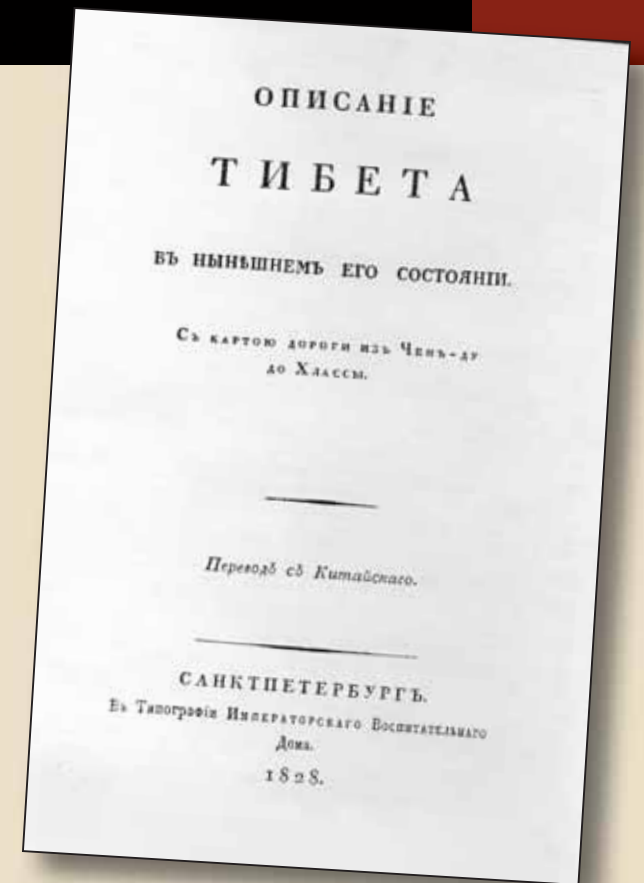 ОПИСАНІЕ
ТИБЕТА
ВЪ НЫНѢШНЕМЪ ЕГО СОСТОЯНІИ.
Съ картою дороги изъ Ченъ-ду
до Хлассы.
Переводъ съ Китайскаго.
САНКТПЕТЕРБУРГЪ.
Въ Типографіи Императорскаго Воспитательнаго
Дома.
1828.